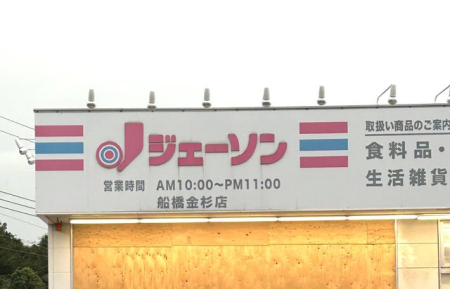 Jジェーソン
営業時間 AM10:00〜PM11:00
船橋金杉店
取扱い商品のご案内
食料品・
生活雑貨